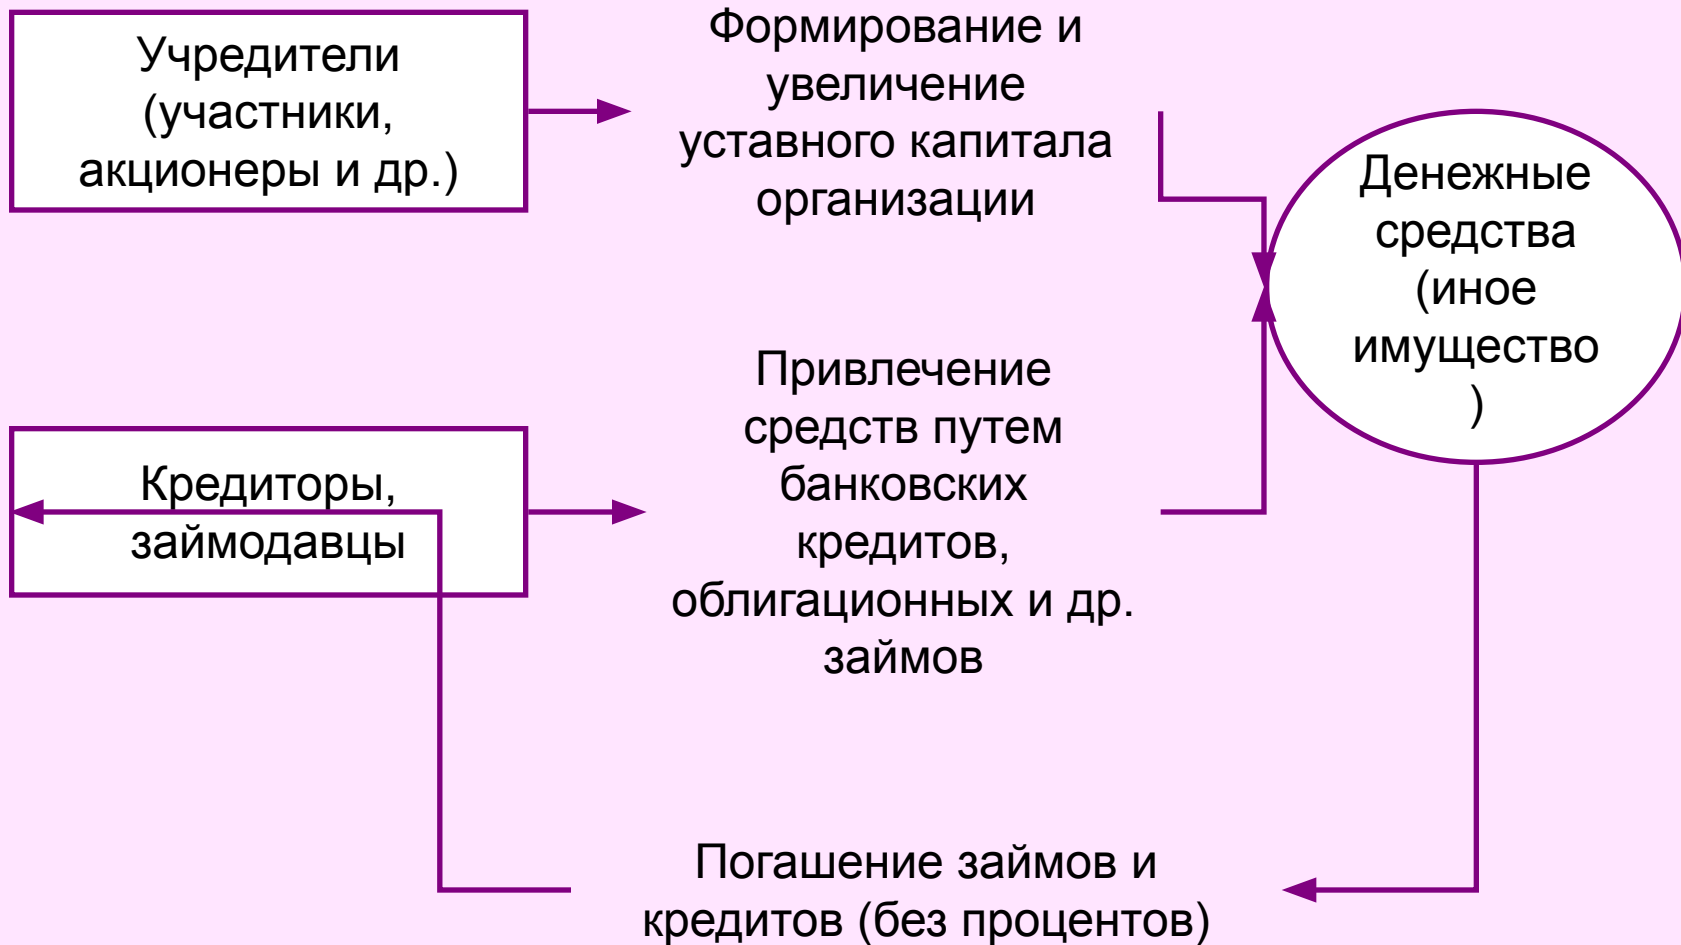 Учредители
(участники,
акционеры и др.)
Формирование и
увеличение
уставного капитала
организации
Денежные
средства
(иное
имущество
)
Привлечение
средств путем
банковских
кредитов,
облигационных и др.
займов
Кредиторы,
займодавцы
Погашение займов и
кредитов (без процентов)